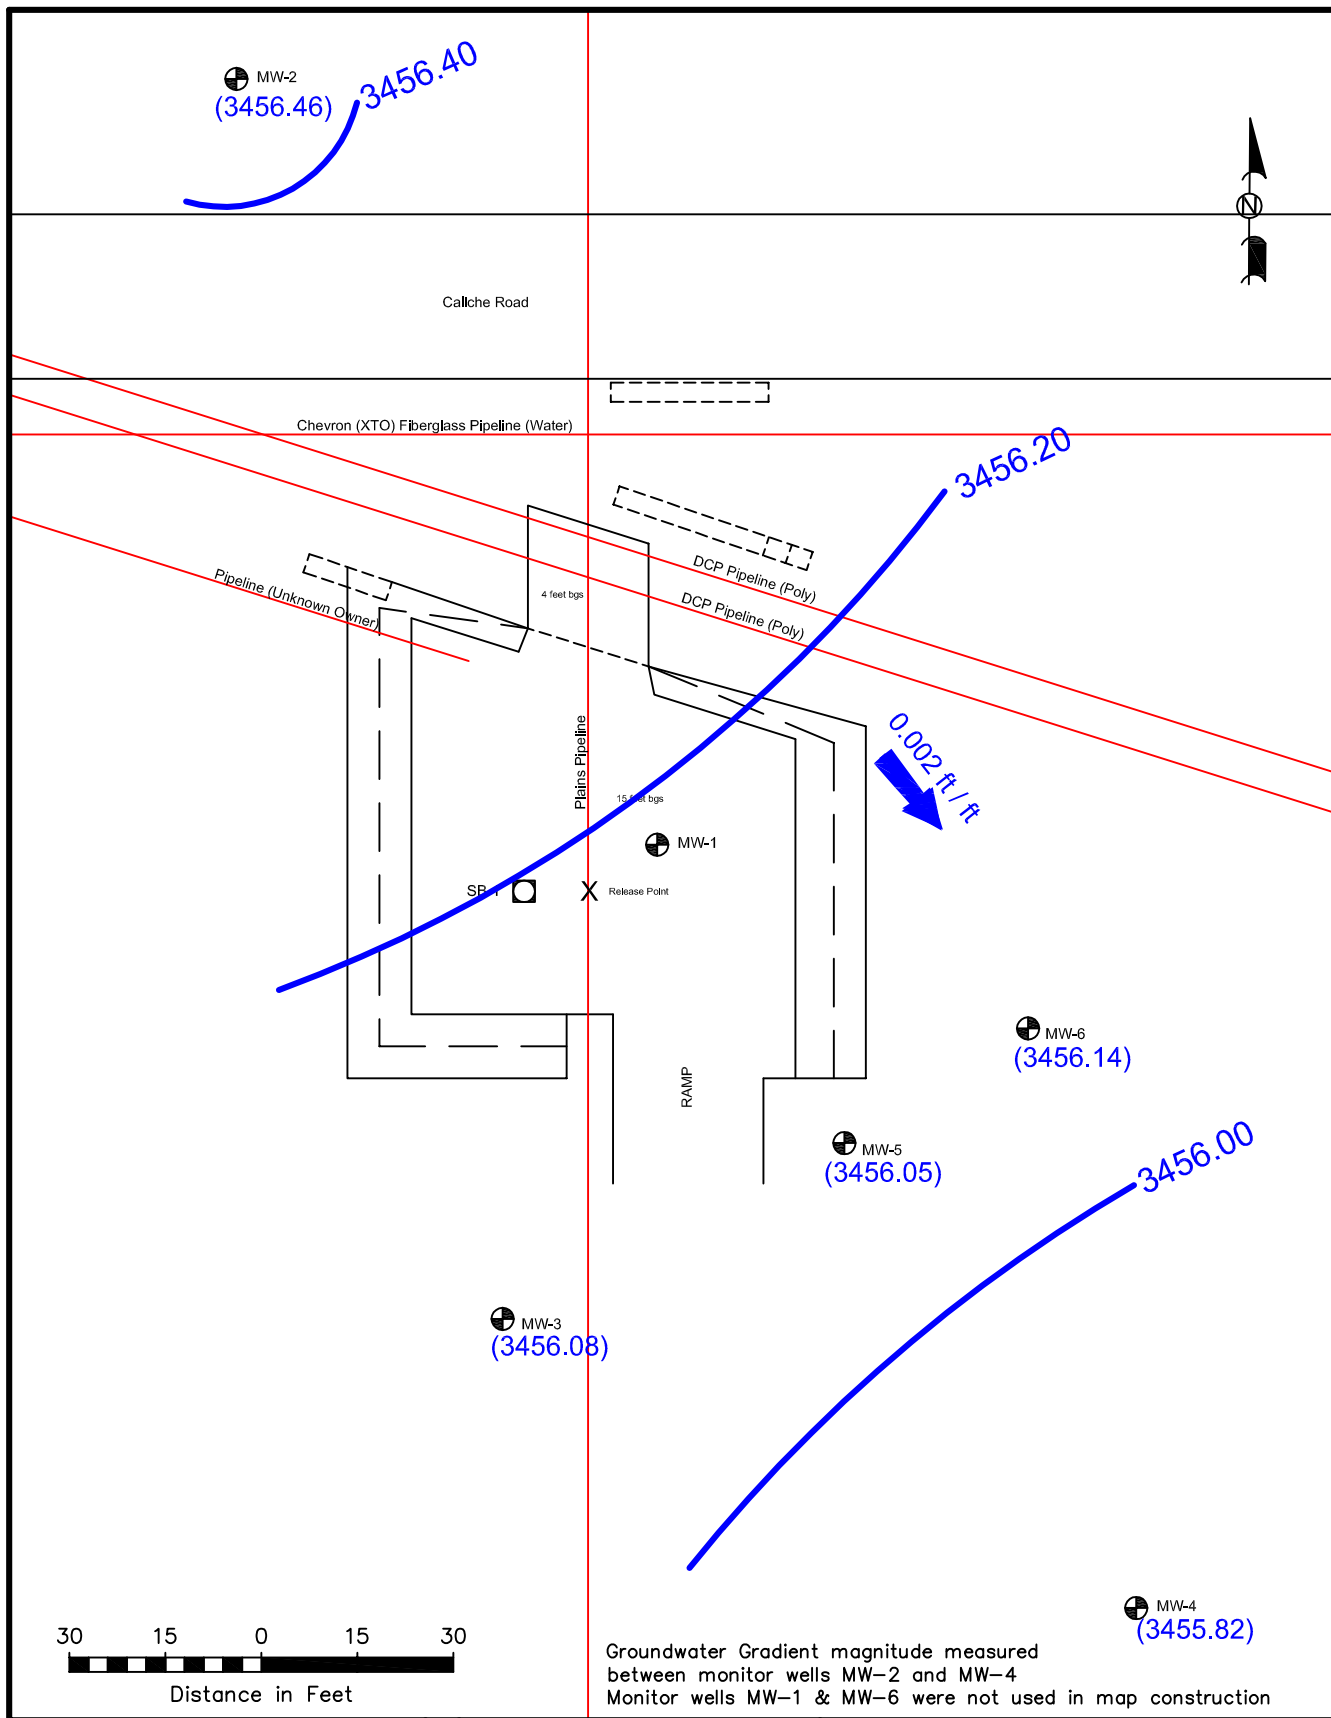 MW-2
(3456.46)
3456.40
N
Caliche Road
Chevron (XTO) Fiberglass Pipeline (Water)
3456.20
DCP Pipeline (Poly)
DCP Pipeline (Poly)
Pipeline (Unknown Owner)
4 feet bgs
Plains Pipeline
0.002 ft / ft
15 feet bgs
MW-1
SB-1
X
Release Point
MW-6
(3456.14)
RAMP
MW-5
(3456.05)
3456.00
MW-3
(3456.08)
MW-4
(3455.82)
30 15 0 15 30
Distance in Feet
Groundwater Gradient magnitude measured
between monitor wells MW-2 and MW-4
Monitor wells MW-1 & MW-6 were not used in map construction